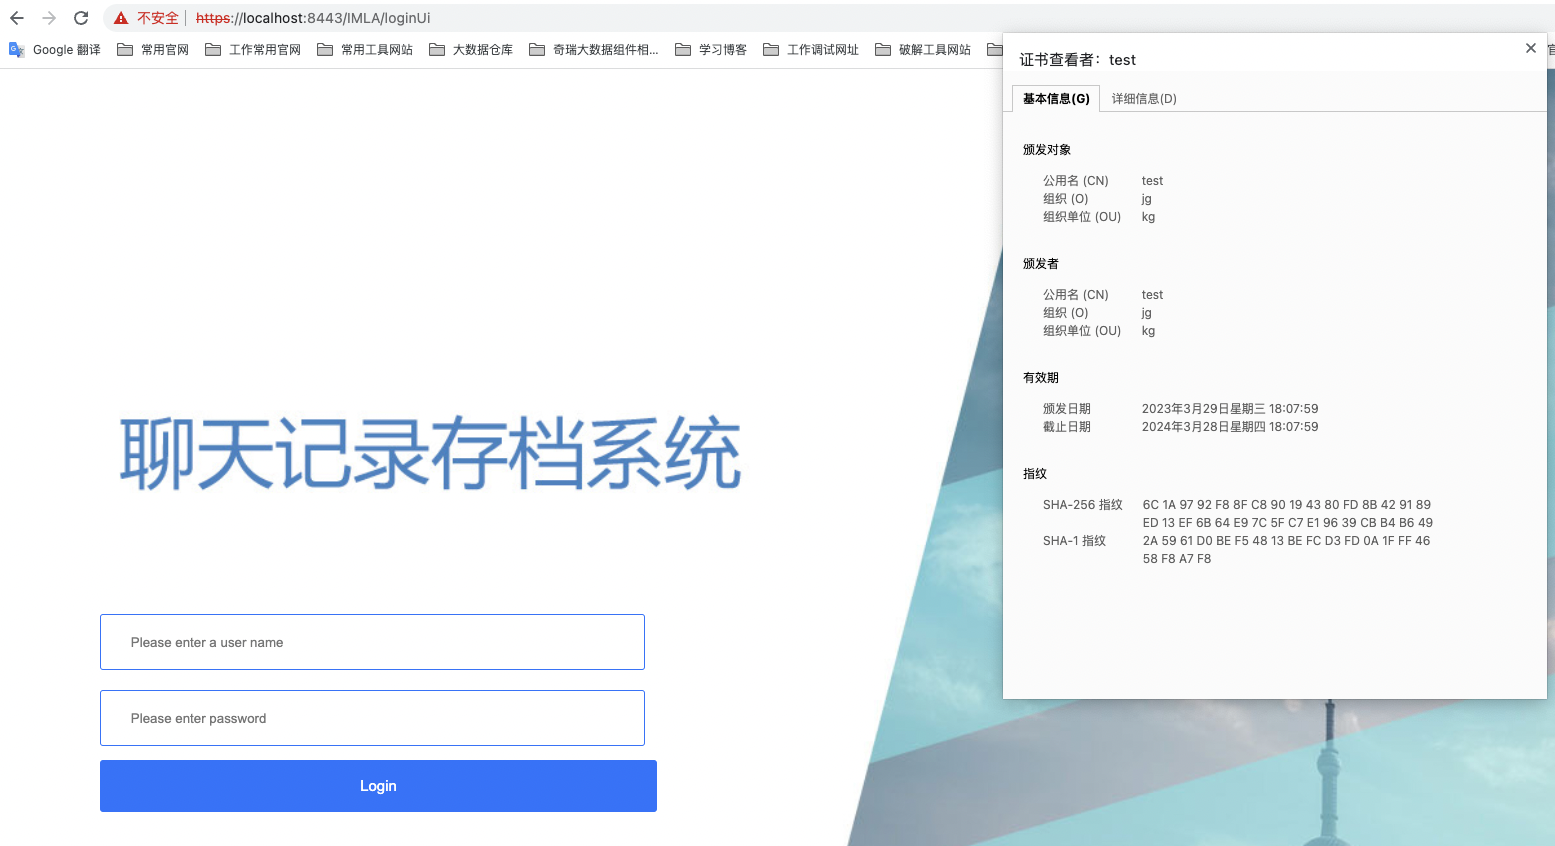 不安全 https://localhost:8443/IMLA/loginUi
Google 翻译 常用官网 工作常用官网 常用工具网站 大数据仓库 奇瑞大数据组件相... 学习博客 工作调试网址 破解工具网站
证书查看者：test
基本信息(G) 详细信息(D)
颁发对象
公用名 (CN) test
组织 (O) jg
组织单位 (OU) kg
颁发者
公用名 (CN) test
组织 (O) jg
组织单位 (OU) kg
有效期
颁发日期 2023年3月29日星期三 18:07:59
截止日期 2024年3月28日星期四 18:07:59
指纹
SHA-256 指纹 6C 1A 97 92 F8 8F C8 90 19 43 80 FD 8B 42 91 89
ED 13 EF 6B 64 E9 7C 5F C7 E1 96 39 CB B4 B6 49
SHA-1 指纹 2A 59 61 D0 BE F5 48 13 BE FC D3 FD 0A 1F FF 46
58 F8 A7 F8
聊天记录存档系统
Please enter a user name
Please enter password
Login